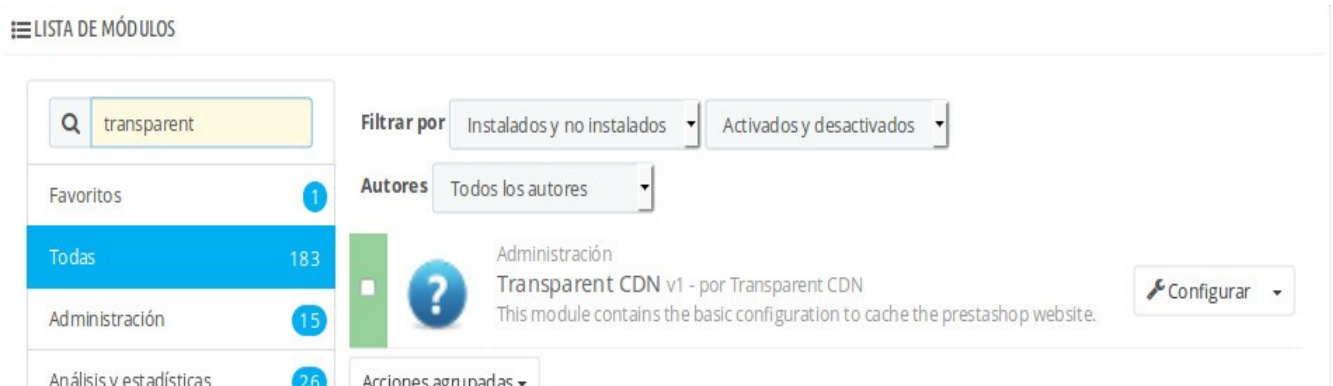 LISTA DE MÓDULOS
transparent
Filtrar por Instalados y no instalados Activados y desactivados
Autores Todos los autores
Favoritos 1
Todas 183
Administración 15
Análisis y estadísticas 26
Administración
Transparent CDN v1 - por Transparent CDN
This module contains the basic configuration to cache the prestashop website.
Configurar
Acciones agrupadas